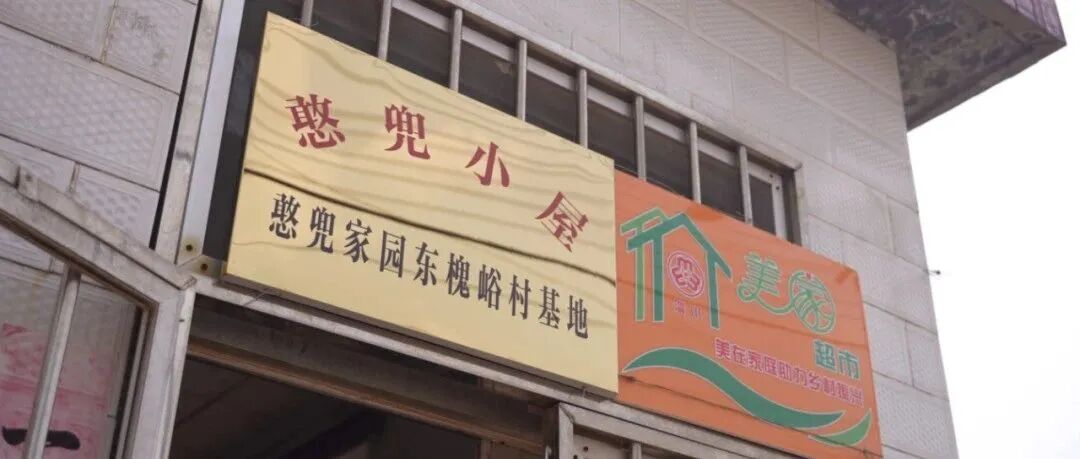 憨兜小屋
憨兜家园东槐峪村基地
美家
超市
美在家庭助力乡村振兴